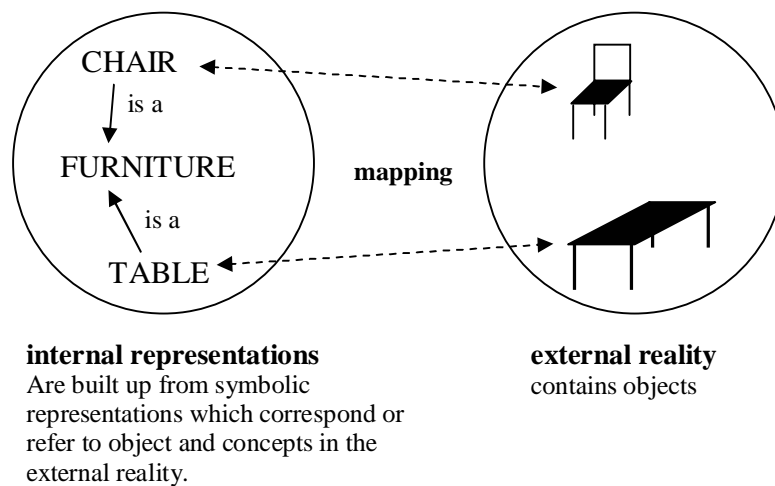 CHAIR
is a
FURNITURE
is a
TABLE
mapping
internal representations
Are built up from symbolic
representations which correspond or
refer to object and concepts in the
external reality.
external reality
contains objects